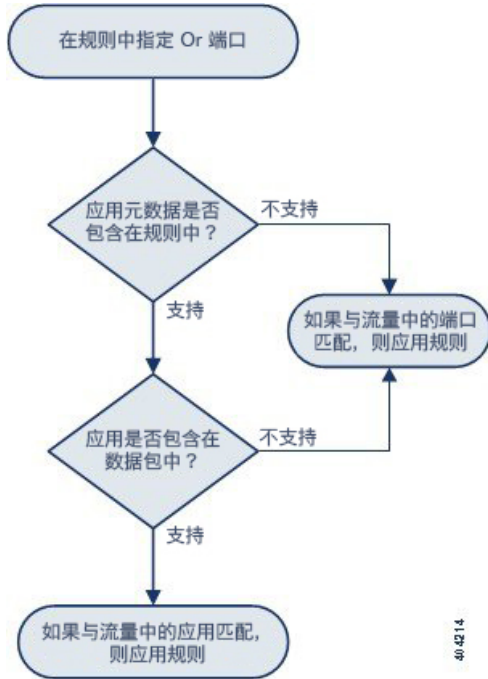 在规则中指定 Or 端口
应用元数据是否
包含在规则中？
不支持
支持
如果与流量中的端口
匹配，则应用规则
应用是否包含在
数据包中？
不支持
支持
如果与流量中的应用匹配，
则应用规则
404214